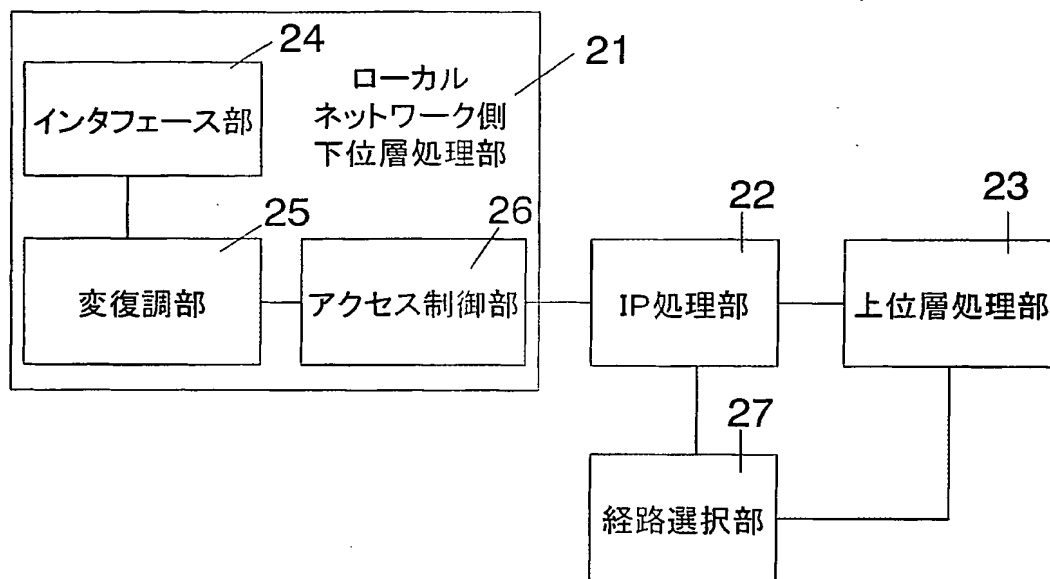 24
インタフェース部
ローカル
ネットワーク側
下位層処理部
21
25
変復調部
26
アクセス制御部
22
IP処理部
23
上位層処理部
27
経路選択部